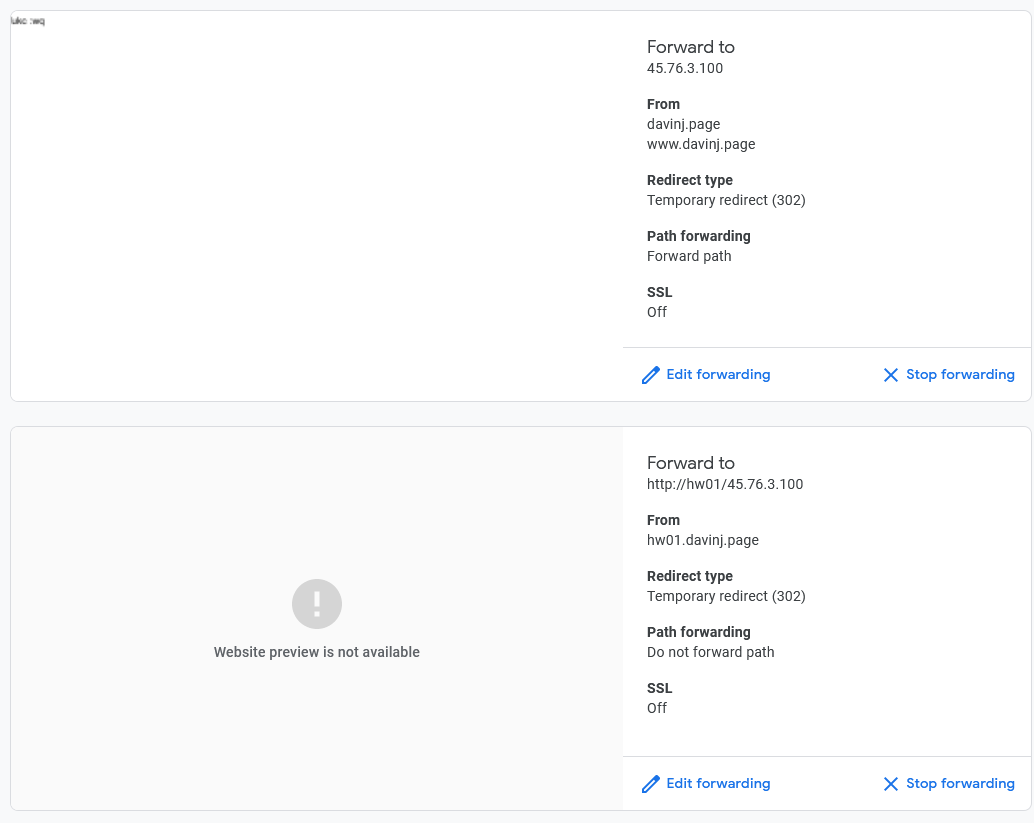 :wq
Forward to
45.76.3.100
From
davinj.page
www.davinj.page
Redirect type
Temporary redirect (302)
Path forwarding
Forward path
SSL
Off
Edit forwarding
Stop forwarding
Website preview is not available
Forward to
http://hw01/45.76.3.100
From
hw01.davinj.page
Redirect type
Temporary redirect (302)
Path forwarding
Do not forward path
SSL
Off
Edit forwarding
Stop forwarding